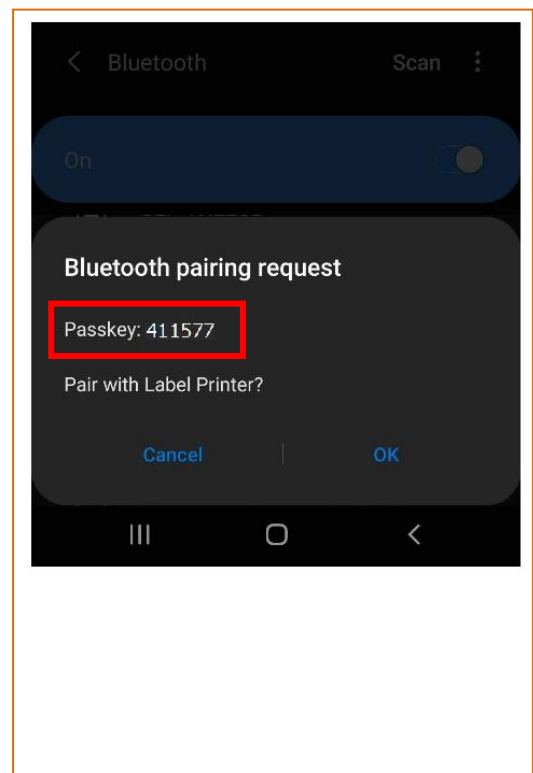 Bluetooth
Scan
On
Bluetooth pairing request
Passkey: 411577
Pair with Label Printer?
Cancel
OK